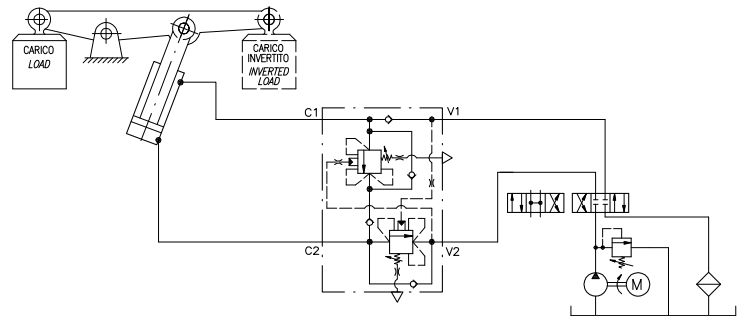 CARICO
LOAD
CARICO
INVERTITO
INVERTED
LOAD
C1
V1
C2
V2
M